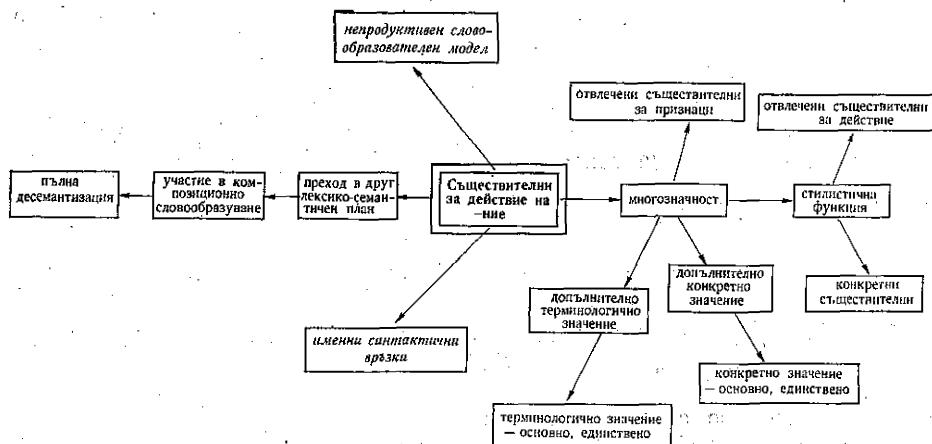 непродуктивен слово-
образователен модел
отвлечени съществителни
за признаци
отвлечени съществителни
за действие
пълна
десемантизация
участие в ком-
позиционно
словообразуване
преход в друг
лексико-семан-
тичен план
Съществителни
за действие на
—ние
многозначност
стилистична
функция
допълнително
конкретно
значение
конкретни
съществителни
допълнително
терминологично
значение
именни синтактични
връзки
конкретно значение
— основно, единствено
терминологично значение
— основно, единствено